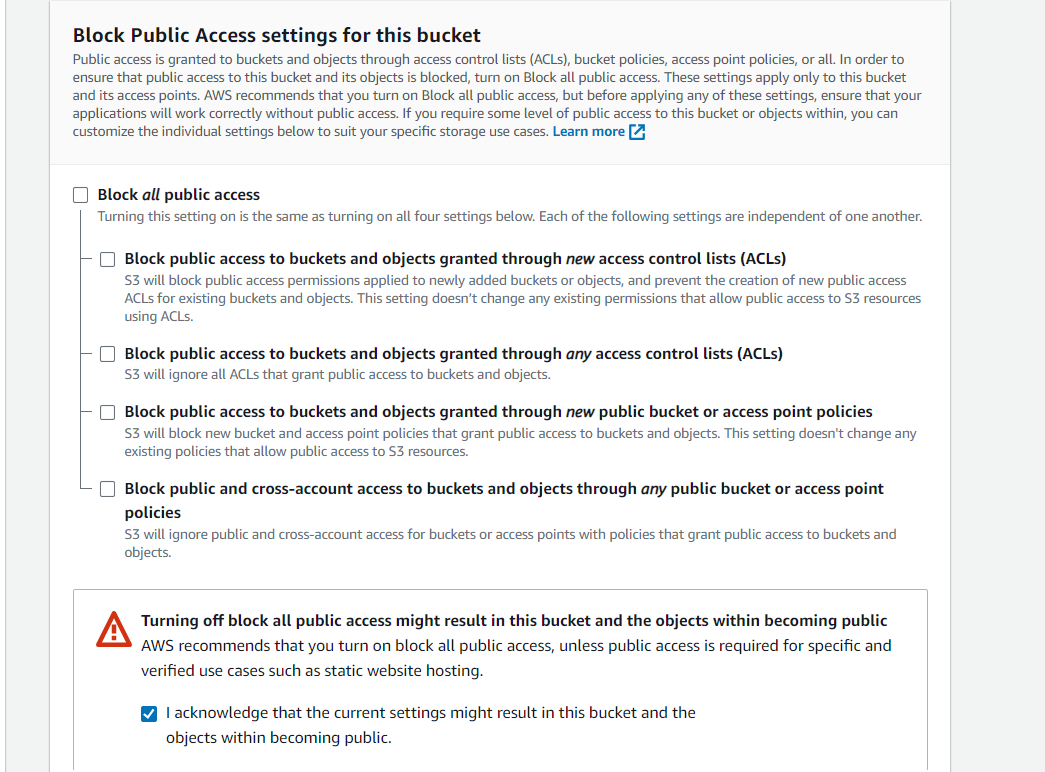 Block Public Access settings for this bucket
Public access is granted to buckets and objects through access control lists (ACLs), bucket policies, access point policies, or all. In order to
ensure that public access to this bucket and its objects is blocked, turn on Block all public access. These settings apply only to this bucket
and its access points. AWS recommends that you turn on Block all public access, but before applying any of these settings, ensure that your
applications will work correctly without public access. If you require some level of public access to this bucket or objects within, you can
customize the individual settings below to suit your specific storage use cases. Learn more
Block all public access
Turning this setting on is the same as turning on all four settings below. Each of the following settings are independent of one another.
Block public access to buckets and objects granted through new access control lists (ACLs)
S3 will block public access permissions applied to newly added buckets or objects, and prevent the creation of new public access
ACLs for existing buckets and objects. This setting doesn't change any existing permissions that allow public access to S3 resources
using ACLs.
Block public access to buckets and objects granted through any access control lists (ACLs)
S3 will ignore all ACLs that grant public access to buckets and objects.
Block public access to buckets and objects granted through new public bucket or access point policies
S3 will block new bucket and access point policies that grant public access to buckets and objects. This setting doesn't change any
existing policies that allow public access to S3 resources.
Block public and cross-account access to buckets and objects through any public bucket or access point
policies
S3 will ignore public and cross-account access for buckets or access points with policies that grant public access to buckets and
objects.
Turning off block all public access might result in this bucket and the objects within becoming public
AWS recommends that you turn on block all public access, unless public access is required for specific and
verified use cases such as static website hosting.
I acknowledge that the current settings might result in this bucket and the
objects within becoming public.